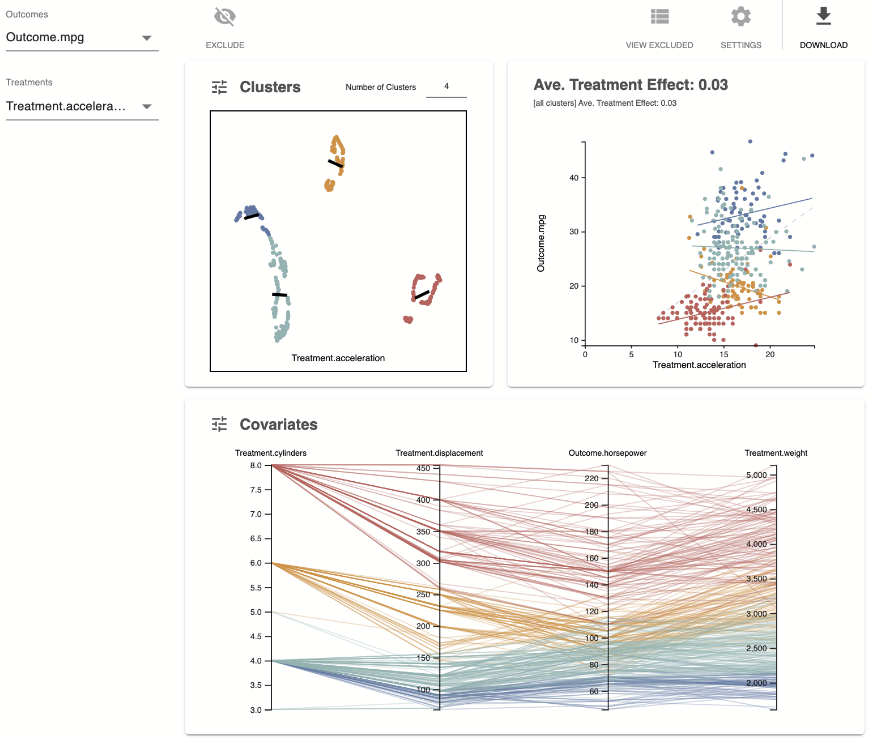 Outcomes
Outcome.mpg
Treatments
Treatment.accelera...
EXCLUDE
VIEW EXCLUDED
SETTINGS
DOWNLOAD
Clusters
Number of Clusters
4
Treatment.acceleration
Ave. Treatment Effect: 0.03
[all clusters] Ave. Treatment Effect: 0.03
Outcome.mpg
40
30
20
10
0 5 10 15 20
Treatment.acceleration
Covariates
Treatment.cylinders
8.0
7.5
7.0
6.5
6.0
5.5
5.0
4.5
4.0
3.5
3.0
Treatment.displacement
450
400
350
300
250
200
150
100
Outcome.horsepower
220
200
180
160
140
120
100
80
60
Treatment.weight
5,000
4,500
4,000
3,500
3,000
2,500
2,000